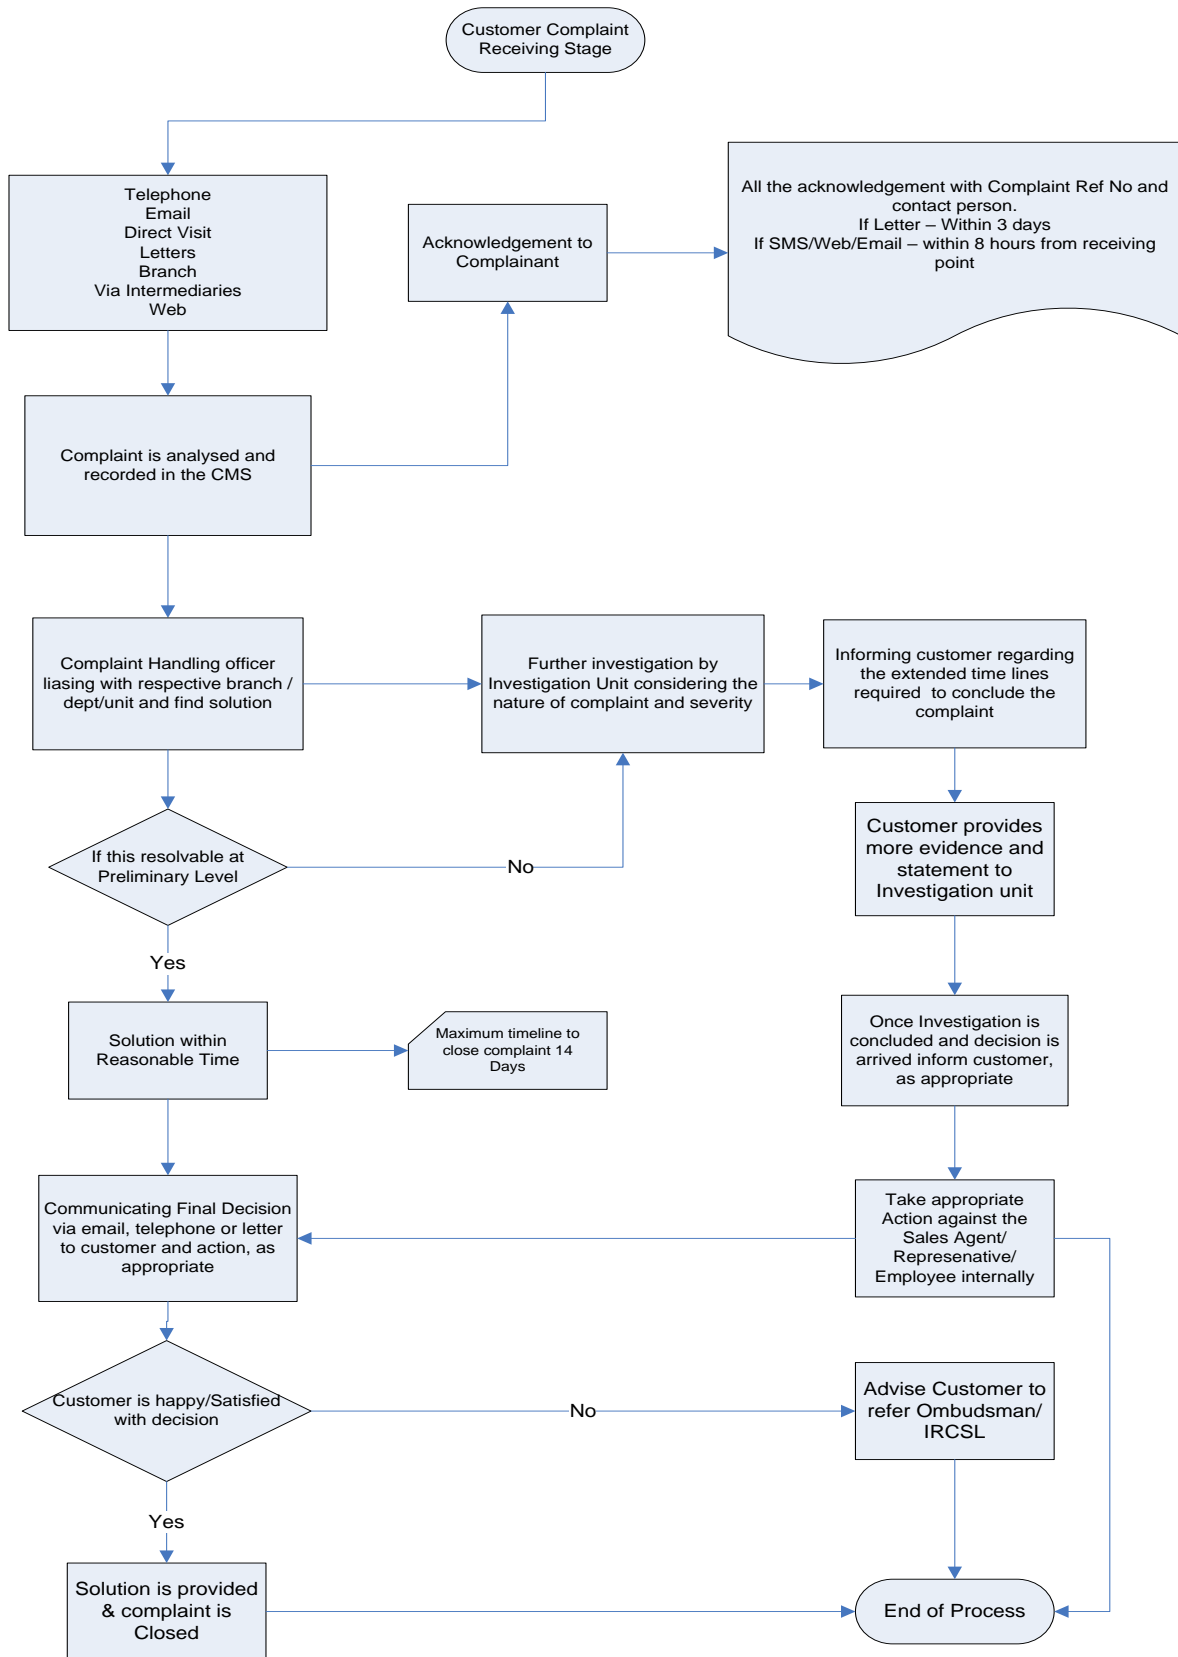 Customer Complaint
Receiving Stage
Telephone
Email
Direct Visit
Letters
Branch
Via Intermediaries
Web
Acknowledgement to
Complainant
All the acknowledgement with Complaint Ref No and
contact person.
If Letter – Within 3 days
If SMS/Web/Email – within 8 hours from receiving
point
Complaint is analysed and
recorded in the CMS
Complaint Handling officer
liasing with respective branch /
dept/unit and find solution
Further investigation by
Investigation Unit considering the
nature of complaint and severity
Informing customer regarding
the extended time lines
required to conclude the
complaint
If this resolvable at
Preliminary Level
No
Customer provides
more evidence and
statement to
Investigation unit
Yes
Solution within
Reasonable Time
Maximum timeline to
close complaint 14
Days
Once Investigation is
concluded and decision is
arrived inform customer,
as appropriate
Communicating Final Decision
via email, telephone or letter
to customer and action, as
appropriate
Take appropriate
Action against the
Sales Agent/
Represenative/
Employee internally
Customer is happy/Satisfied
with decision
No
Advise Customer to
refer Ombudsman/
IRCSL
Yes
Solution is provided
& complaint is
Closed
End of Process